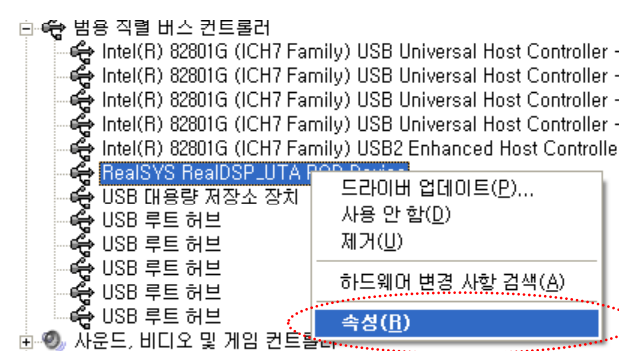 범용 직렬 버스 컨트롤러
Intel(R) 82801G (ICH7 Family) USB Universal Host Controller -
Intel(R) 82801G (ICH7 Family) USB Universal Host Controller -
Intel(R) 82801G (ICH7 Family) USB Universal Host Controller -
Intel(R) 82801G (ICH7 Family) USB Universal Host Controller -
Intel(R) 82801G (ICH7 Family) USB2 Enhanced Host Controlle
RealSYS RealDSP_UTA
USB 대용량 저장소 장치
USB 루트 허브
USB 루트 허브
USB 루트 허브
USB 루트 허브
USB 루트 허브
사운드, 비디오 및 게임 컨트롤러
드라이버 업데이트(P)...
사용 안 함(D)
제거(U)
하드웨어 변경 사항 검색(A)
속성(R)